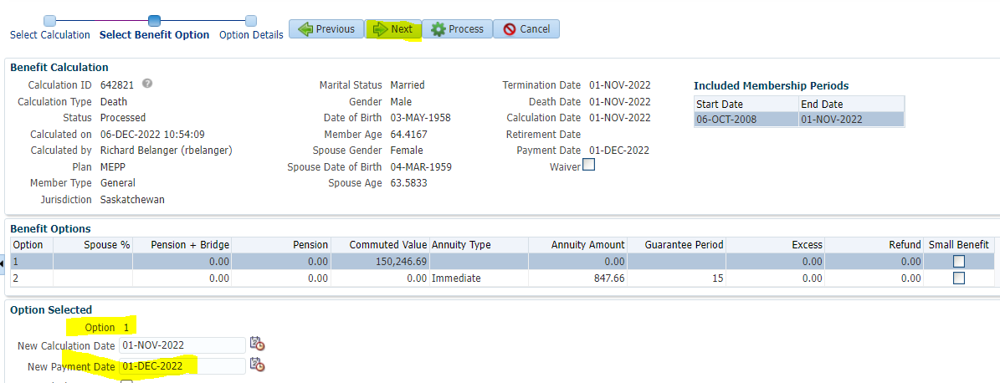 Select Calculation Select Benefit Option Option Details Previous Next Process Cancel
Benefit Calculation
Calculation ID 642821 Marital Status Married Termination Date 01-NOV-2022 Included Membership Periods
Calculation Type Death Gender Male Death Date 01-NOV-2022 Start Date End Date
Status Processed Date of Birth 03-MAY-1958 Calculation Date 01-NOV-2022 06-OCT-2008 01-NOV-2022
Calculated on 06-DEC-2022 10:54:09 Member Age 64.4167 Retirement Date
Calculated by Richard Belanger (rbelanger) Spouse Gender Female Payment Date 01-DEC-2022
Plan MEPP Spouse Date of Birth 04-MAR-1959 Waiver
Member Type General Spouse Age 63.5833
Jurisdiction Saskatchewan
Benefit Options
Option Spouse % Pension + Bridge Pension Commuted Value Annuity Type Annuity Amount Guarantee Period Excess Refund Small Benefit
1 0.00 0.00 150,246.69 0.00 0.00 0.00
2 0.00 0.00 0.00 Immediate 847.66 15 0.00 0.00
Option Selected
Option 1
New Calculation Date 01-NOV-2022
New Payment Date 01-DEC-2022